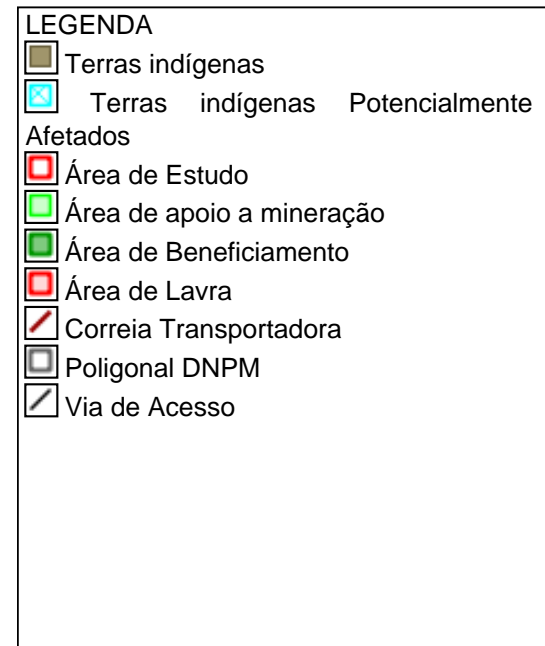 LEGENDA
Terras indígenas
Terras indígenas Potencialmente
Afetados
Área de Estudo
Área de apoio a mineração
Área de Beneficiamento
Área de Lavra
Correia Transportadora
Poligonal DNPM
Via de Acesso